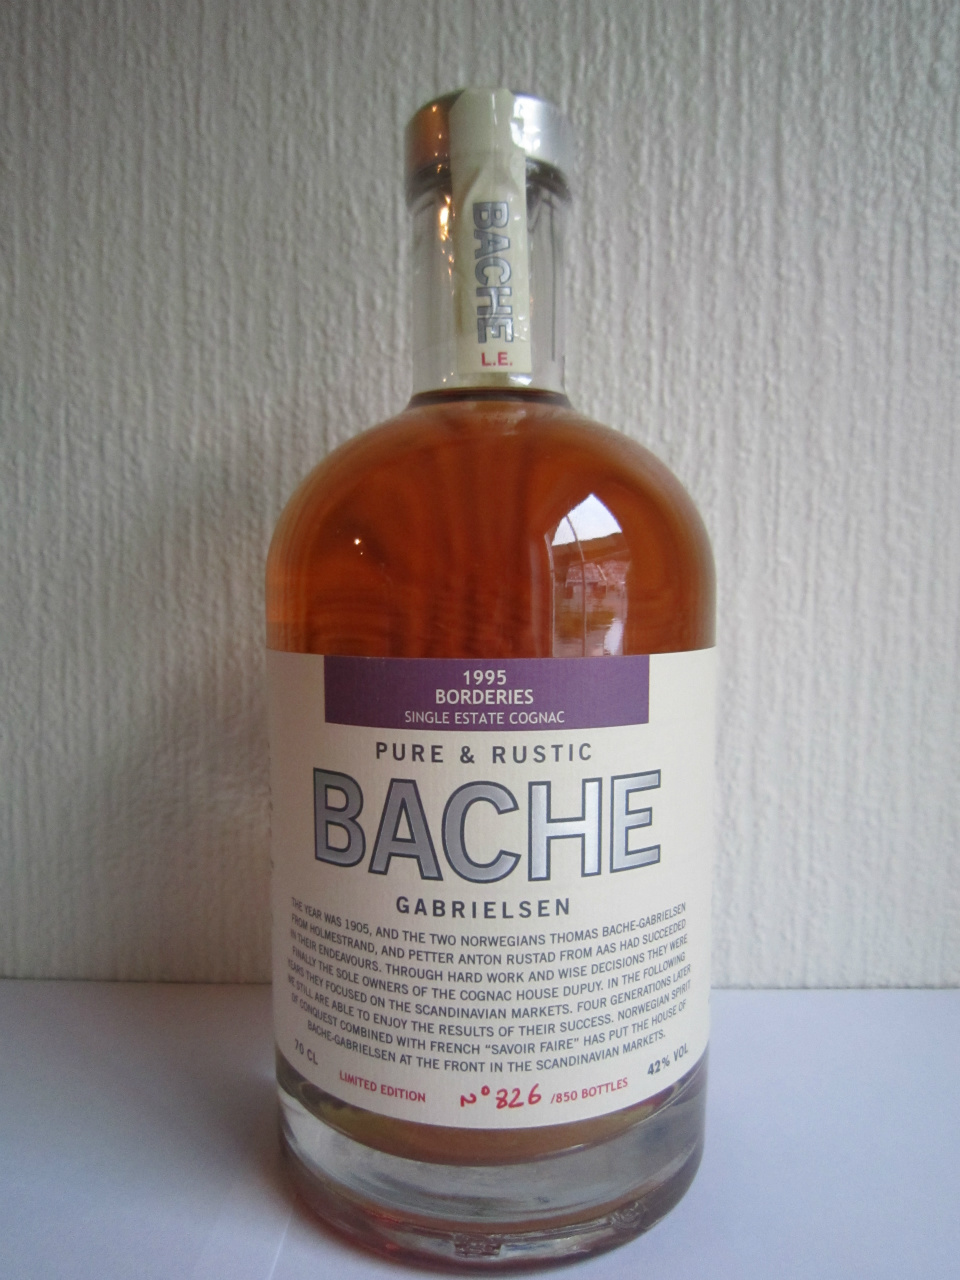 BACHE
L.E.
1995
BORDERIES
SINGLE ESTATE COGNAC
PURE & RUSTIC
BACHE
GABRIELSEN
THE YEAR WAS 1905, AND THE TWO NORWEGIANS THOMAS BACHE-GABRIELSEN
FROM HOLMESTRAND, AND PETTER ANTON RUSTAD FROM AAS HAD SUCCEEDED
IN THEIR ENDEAVOURS. THROUGH HARD WORK AND WISE DECISIONS THEY WERE
FINALLY THE SOLE OWNERS OF THE COGNAC HOUSE DUPUY. IN THE FOLLOWING
YEARS THEY FOCUSED ON THE SCANDINAVIAN MARKETS. FOUR GENERATIONS LATER
WE STILL ARE ABLE TO ENJOY THE RESULTS OF THEIR SUCCESS. NORWEGIAN SPIRIT
OF CONQUEST COMBINED WITH FRENCH “SAVOIR FAIRE” HAS PUT THE HOUSE OF
BACHE-GABRIELSEN AT THE FRONT IN THE SCANDINAVIAN MARKETS.
70 CL
42% VOL
LIMITED EDITION N° 826 /850 BOTTLES